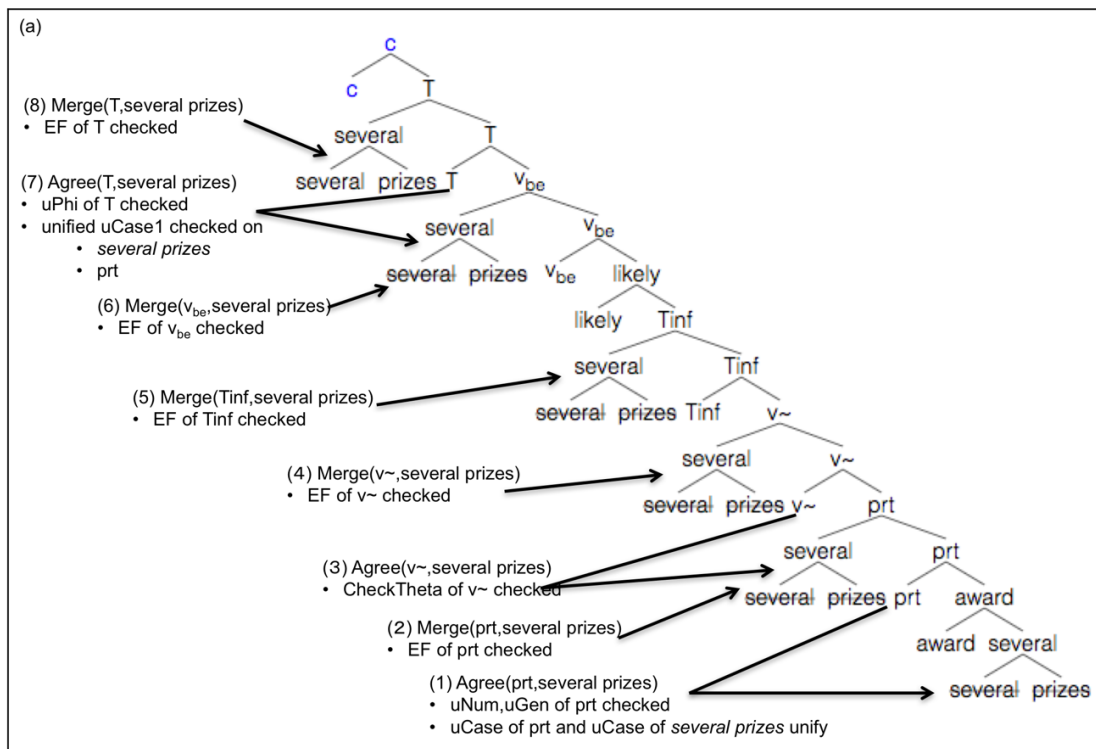 (a)
c
c T
(8) Merge(T,several prizes)
• EF of T checked
several T
several prizes T v_be
(7) Agree(T,several prizes)
• uPhi of T checked
• unified uCase1 checked on
• several prizes
• prt
several v_be
several prizes v_be likely
(6) Merge(v_be,several prizes)
• EF of v_be checked
likely Tinf
several Tinf
(5) Merge(Tinf,several prizes)
• EF of Tinf checked
several prizes Tinf v~
several v~
(4) Merge(v~,several prizes)
• EF of v~ checked
several prizes v~ prt
several prt
(3) Agree(v~,several prizes)
• CheckTheta of v~ checked
several prizes prt award
(2) Merge(prt,several prizes)
• EF of prt checked
award several
several prizes
(1) Agree(prt,several prizes)
• uNum,uGen of prt checked
• uCase of prt and uCase of several prizes unify